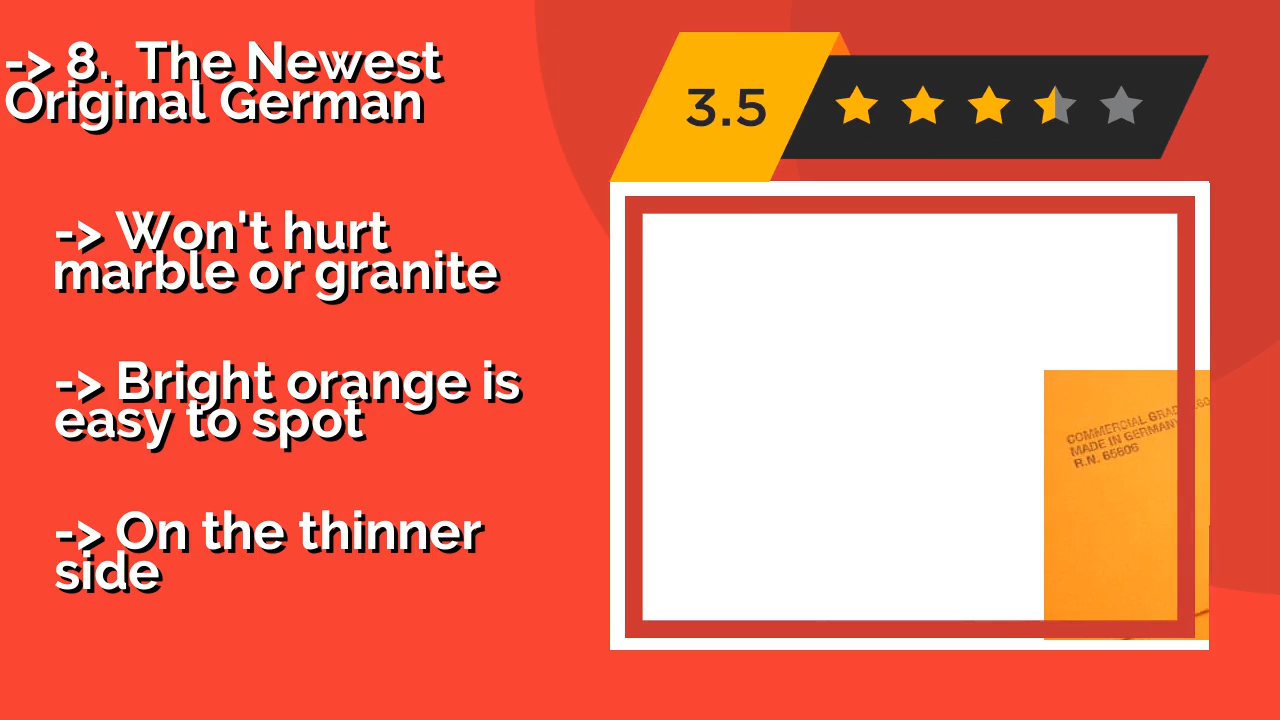 -> 8.  The Newest
Original German
3.5
-> Won't hurt
marble or granite
-> Bright orange is
easy to spot
-> On the thinner
side
COMMERCIAL GRADE
MADE IN GERMANY
R.N. 65606